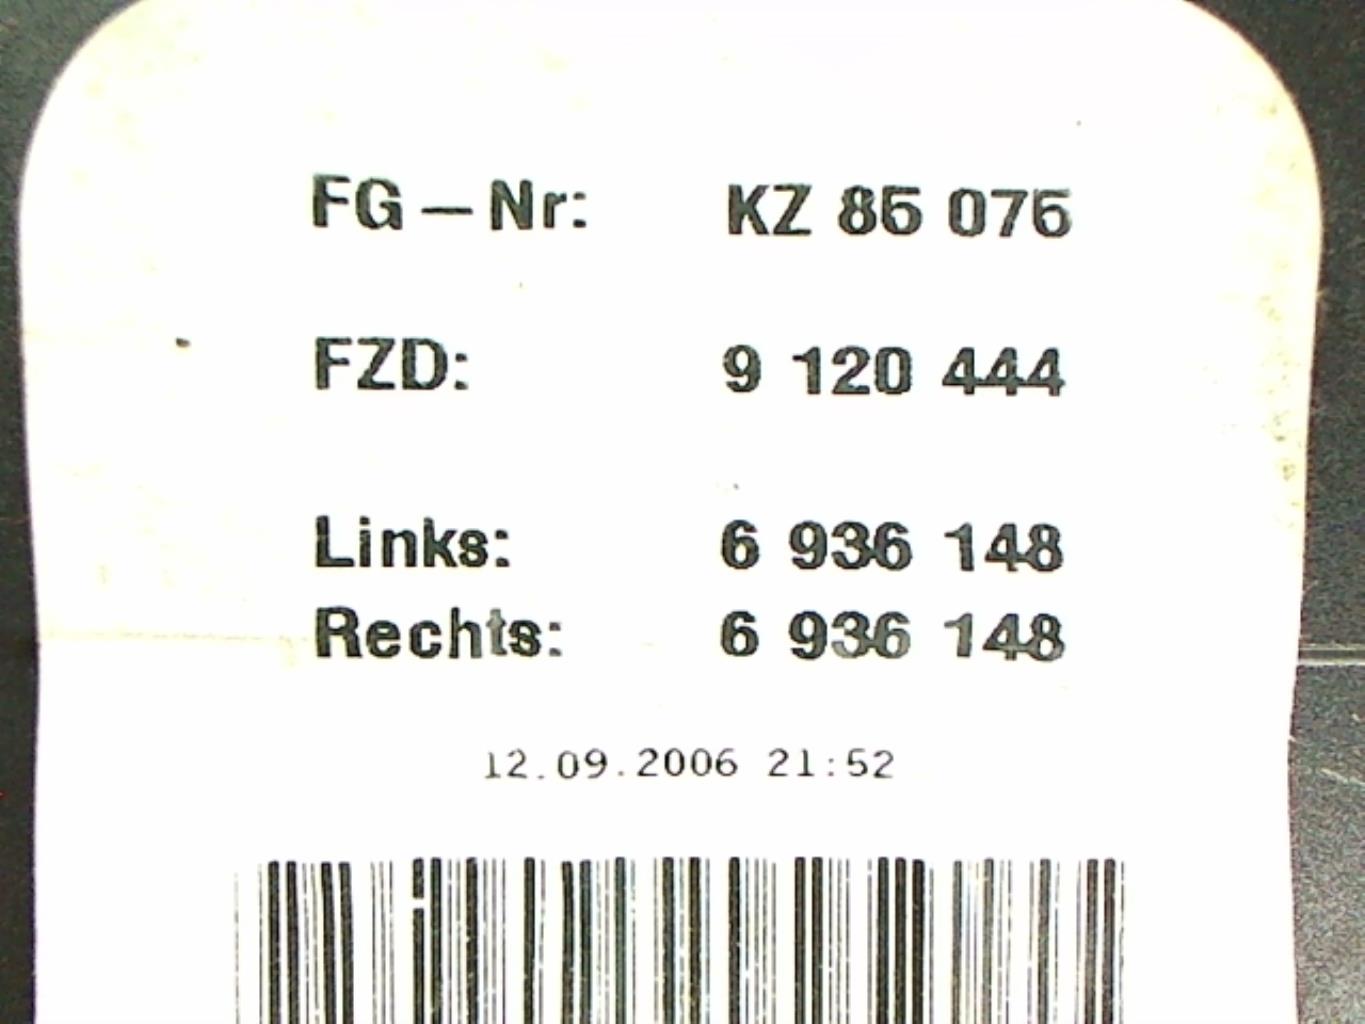 FG-Nr: KZ 85 075
FZD: 9 120 444
Links: 6 936 148
Rechts: 6 936 148
12.09.2006 21:52